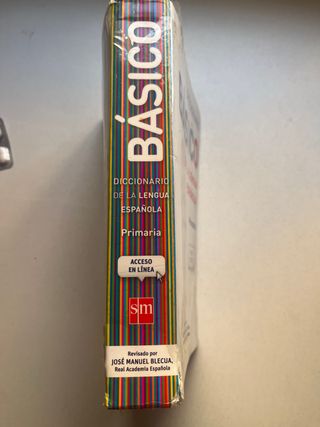 BÁSICO
DICCIONARIO
DE LA LENGUA
ESPAÑOLA
Primaria
ACCESO
EN LÍNEA
sm
Revisado por
JOSÉ MANUEL BLECUA,
Real Academia Española